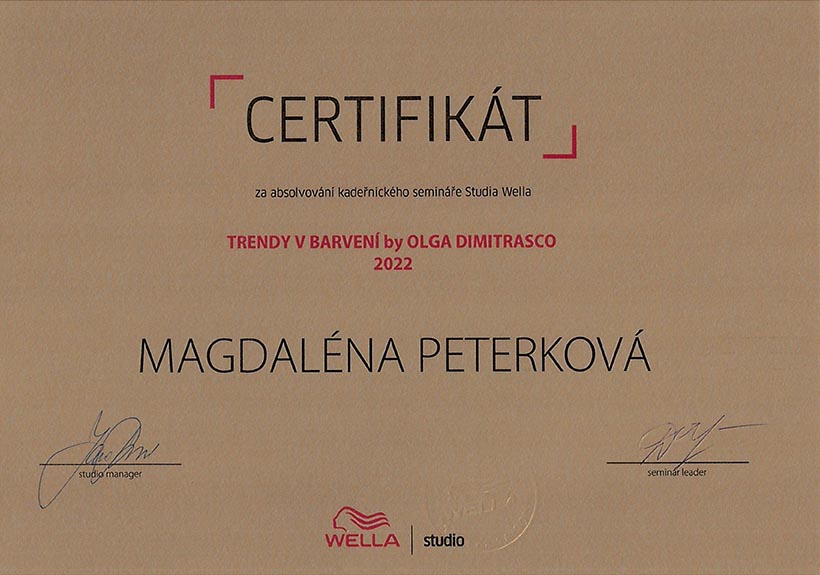 CERTIFIKÁT
za absolvování kadeřnického semináře Studia Wella
TRENDY V BARVENÍ by OLGA DIMITRASCO
2022
MAGDALÉNA PETERKOVÁ
studio manager
seminar leader
WELLA studio